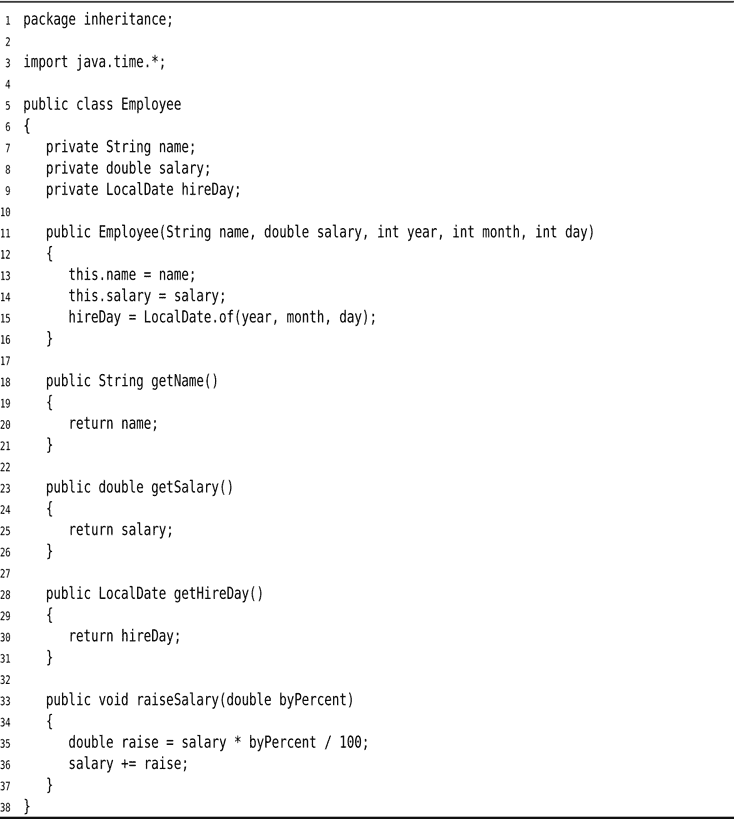 1 package inheritance;
2
3 import java.time.*;
4
5 public class Employee
6 {
7    private String name;
8    private double salary;
9    private LocalDate hireDay;
10
11    public Employee(String name, double salary, int year, int month, int day)
12    {
13       this.name = name;
14       this.salary = salary;
15       hireDay = LocalDate.of(year, month, day);
16    }
17
18    public String getName()
19    {
20       return name;
21    }
22
23    public double getSalary()
24    {
25       return salary;
26    }
27
28    public LocalDate getHireDay()
29    {
30       return hireDay;
31    }
32
33    public void raiseSalary(double byPercent)
34    {
35       double raise = salary * byPercent / 100;
36       salary += raise;
37    }
38 }